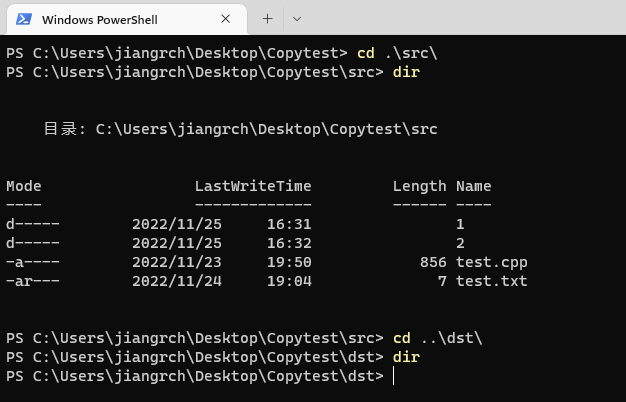 Windows PowerShell
PS C:\Users\jiangrch\Desktop\Copytest> cd .\src\
PS C:\Users\jiangrch\Desktop\Copytest\src> dir
目录: C:\Users\jiangrch\Desktop\Copytest\src
Mode                 LastWriteTime         Length Name
----                 -------------         ------ ----
d-----        2022/11/25     16:31                1
d-----        2022/11/25     16:32                2
-a----        2022/11/23     19:50            856 test.cpp
-ar---        2022/11/24     19:04              7 test.txt
PS C:\Users\jiangrch\Desktop\Copytest\src> cd ..\dst\
PS C:\Users\jiangrch\Desktop\Copytest\dst> dir
PS C:\Users\jiangrch\Desktop\Copytest\dst>